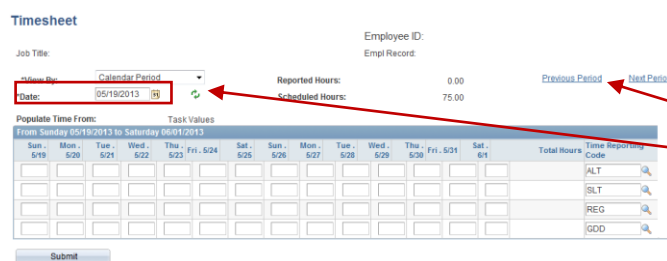 Timesheet
Employee ID:
Job Title:
Empl Record:
*View By:
Calendar Period
Reported Hours:
0.00
Previous Period
Next Perio
*Date:
05/19/2013
Scheduled Hours:
75.00
Populate Time From:
Task Values
From Sunday 05/19/2013 to Saturday 06/01/2013
Sun. 5/19 Mon. 5/20 Tue. 5/21 Wed. 5/22 Thu. 5/23 Fri. 5/24 Sat. 5/25 Sun. 5/26 Mon. 5/27 Tue. 5/28 Wed. 5/29 Thu. 5/30 Fri. 5/31 Sat. 6/1 Total Hours Time Reporting Code
ALT
SLT
REG
GDD
Submit